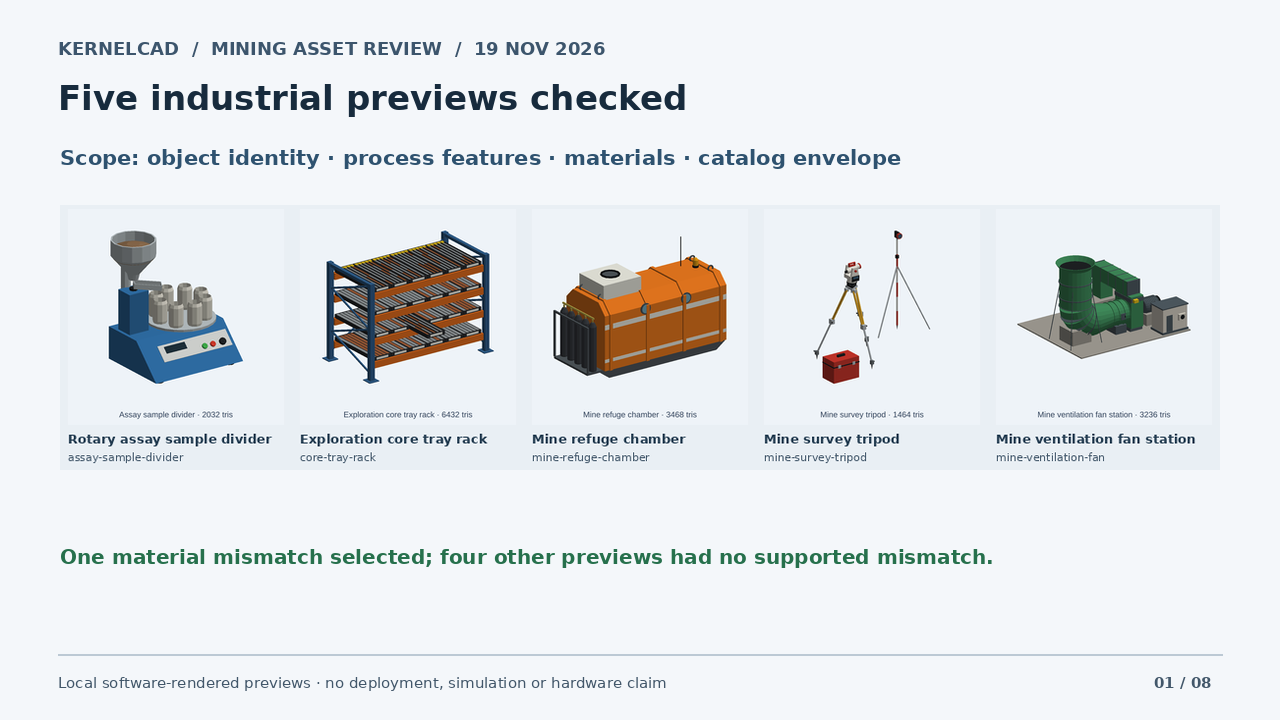 KERNELCAD / MINING ASSET REVIEW / 19 NOV 2026
Five industrial previews checked
Scope: object identity · process features · materials · catalog envelope
Assay sample divider · 2032 tris
Exploration core tray rack · 6432 tris
Mine refuge chamber · 3468 tris
Mine survey tripod · 1464 tris
Mine ventilation fan station · 3236 tris
Rotary assay sample divider
assay-sample-divider
Exploration core tray rack
core-tray-rack
Mine refuge chamber
mine-refuge-chamber
Mine survey tripod
mine-survey-tripod
Mine ventilation fan station
mine-ventilation-fan
One material mismatch selected; four other previews had no supported mismatch.
Local software-rendered previews · no deployment, simulation or hardware claim
01 / 08